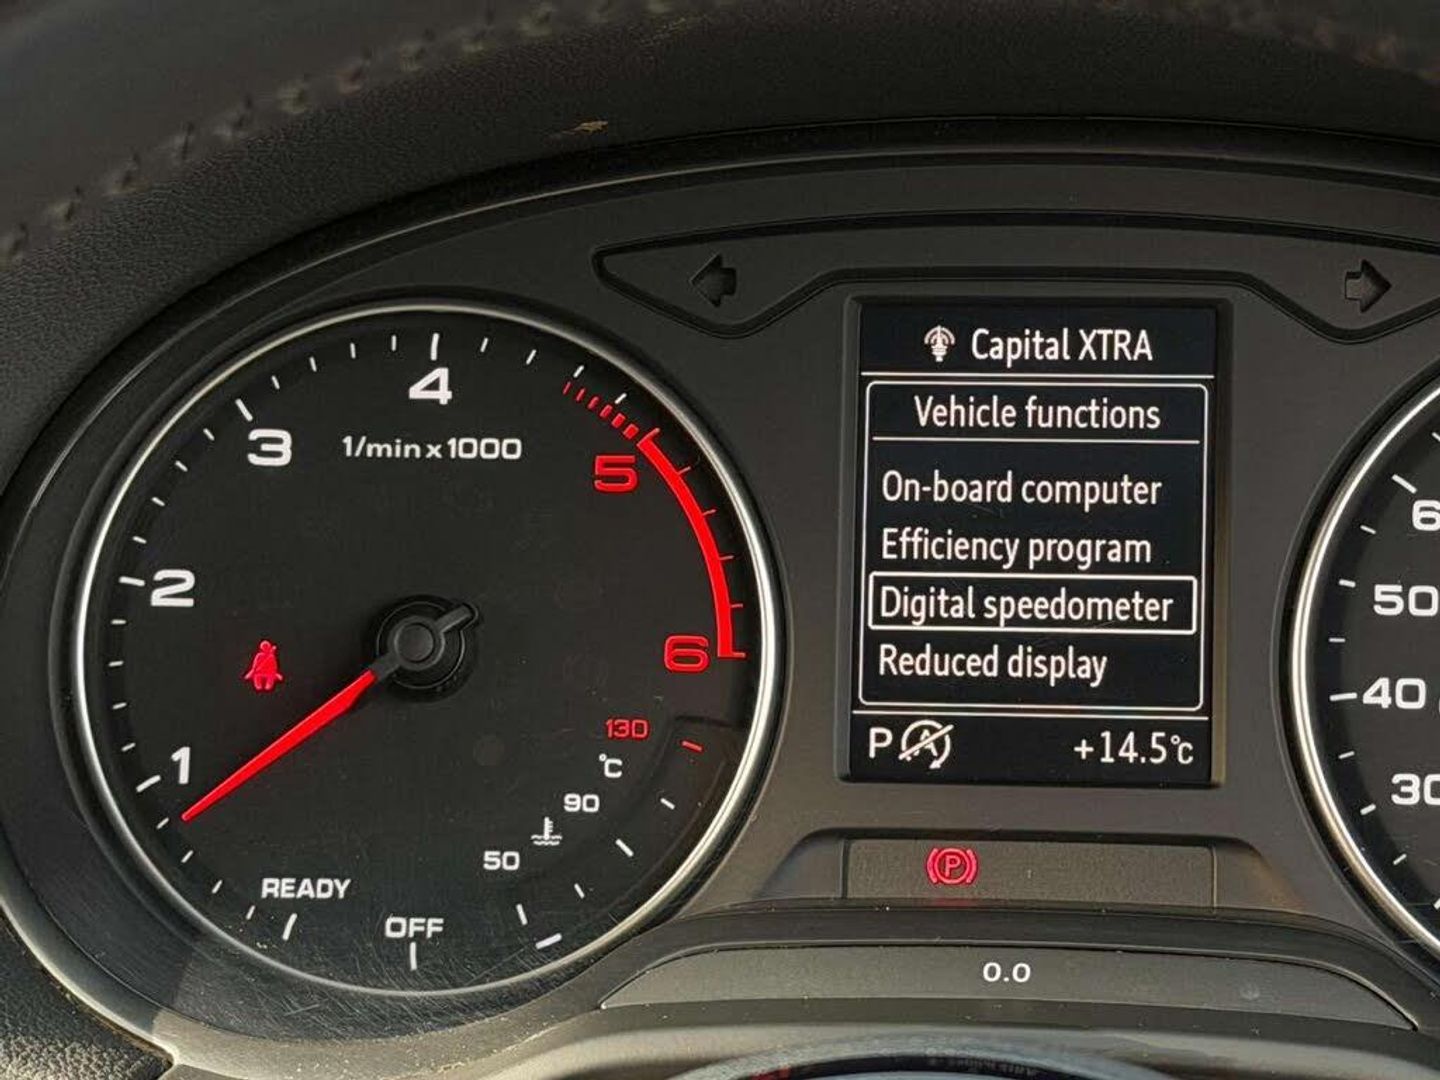 4
3
1/min x 1000
5
2
6
1
130
°C
90
50
READY
OFF
Capital XTRA
Vehicle functions
On-board computer
Efficiency program
Digital speedometer
Reduced display
P A +14.5°C
P
0.0
50
40
30